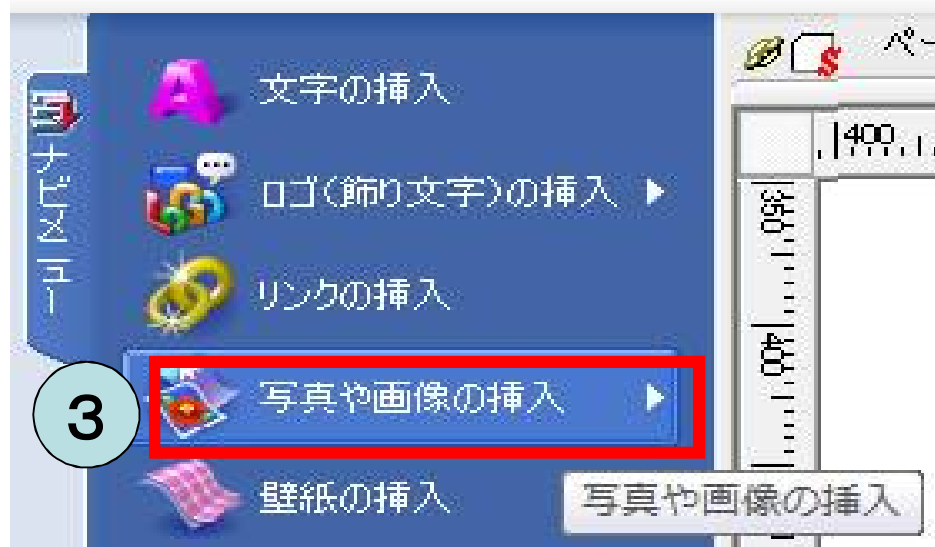 ナビメニュー
文字の挿入
ロゴ(飾り文字)の挿入
リンクの挿入
3
写真や画像の挿入
壁紙の挿入
写真や画像の挿入
S
ペー
400
350
400